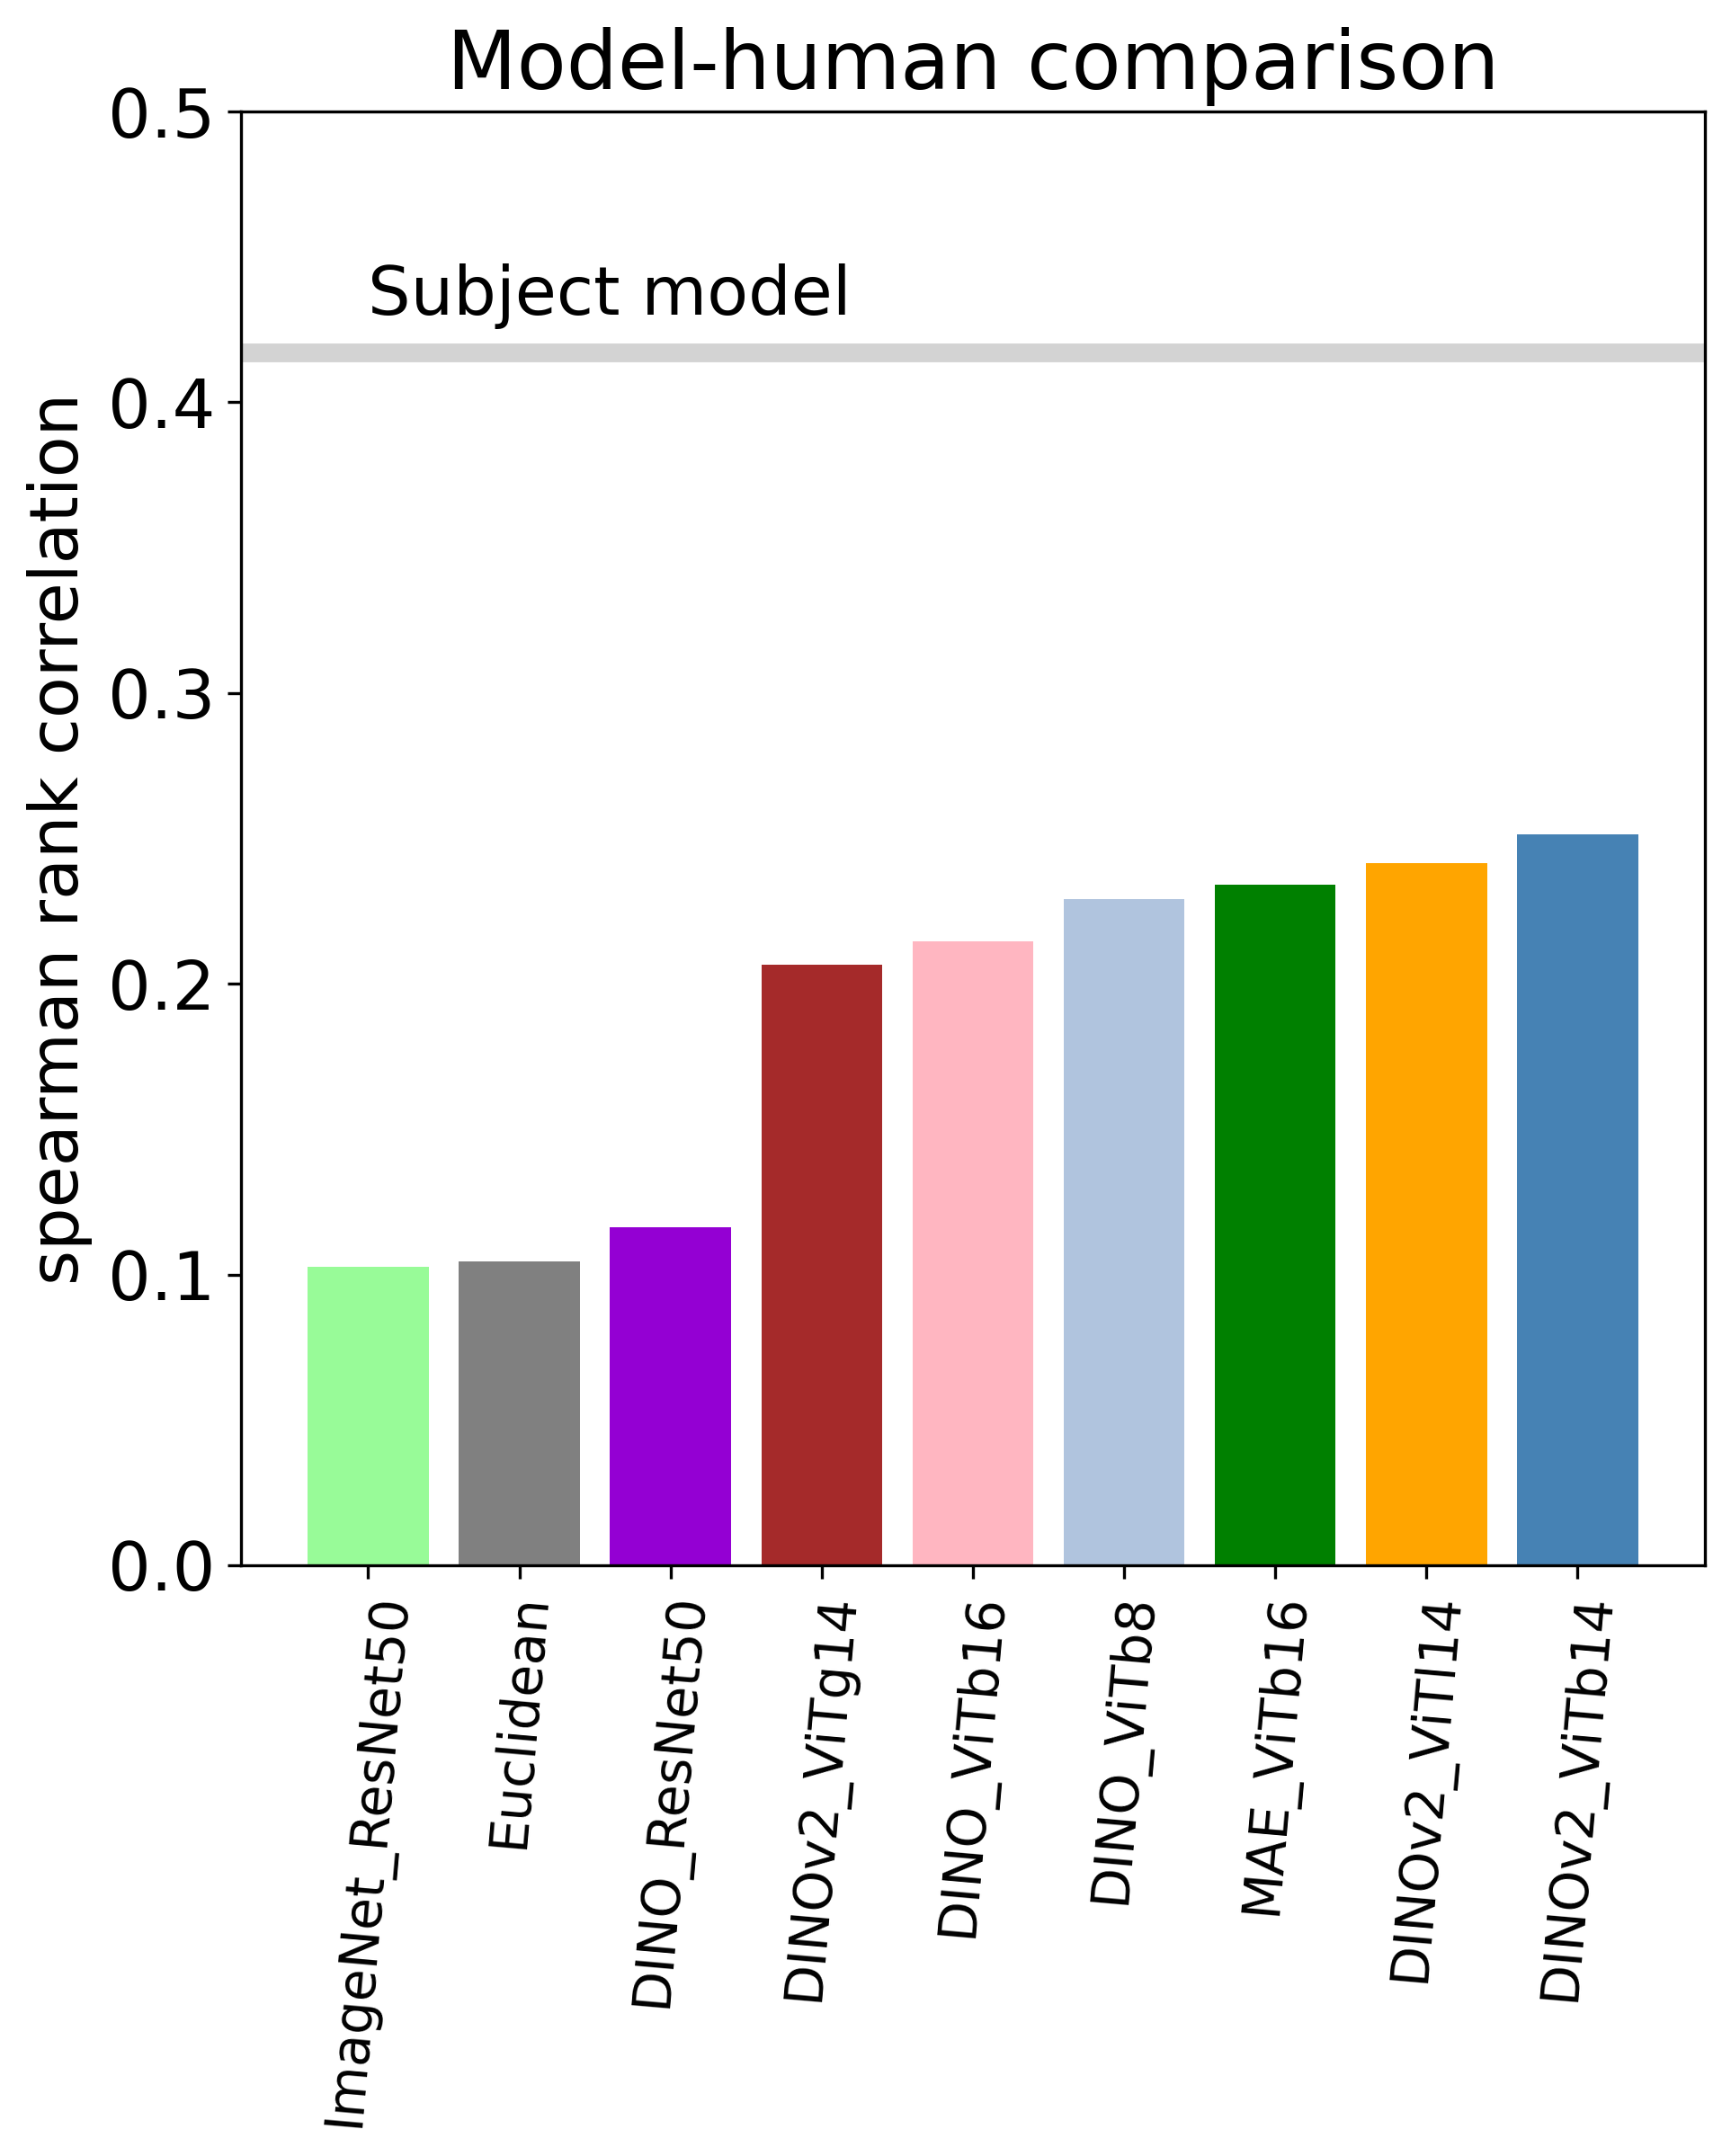 Model-human comparison
0.5
Subject model
0.4
0.3
0.2
0.1
0.0
spearman rank correlation
ImageNet_ResNet50
Euclidean
DINO_ResNet50
DINOv2_ViTg14
DINO_ViTb16
DINO_ViTb8
MAE_ViTb16
DINOv2_ViTl14
DINOv2_ViTb14